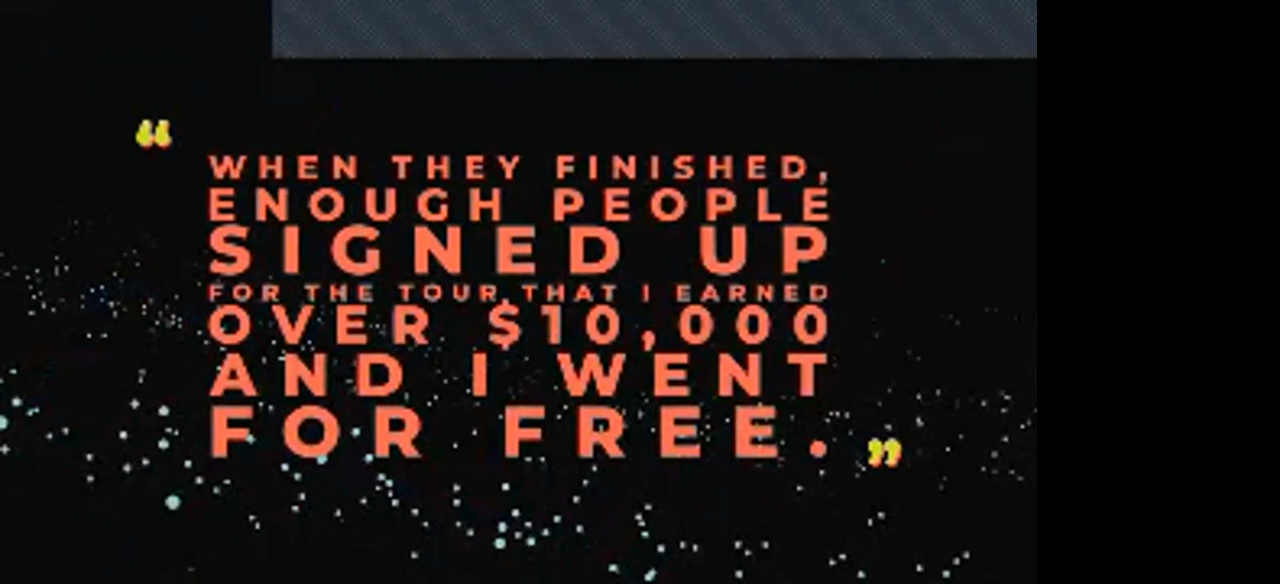 “
WHEN THEY FINISHED,
ENOUGH PEOPLE
SIGNED UP
FOR THE TOUR THAT I EARNED
OVER $10,000
AND I WENT
FOR FREE. ”